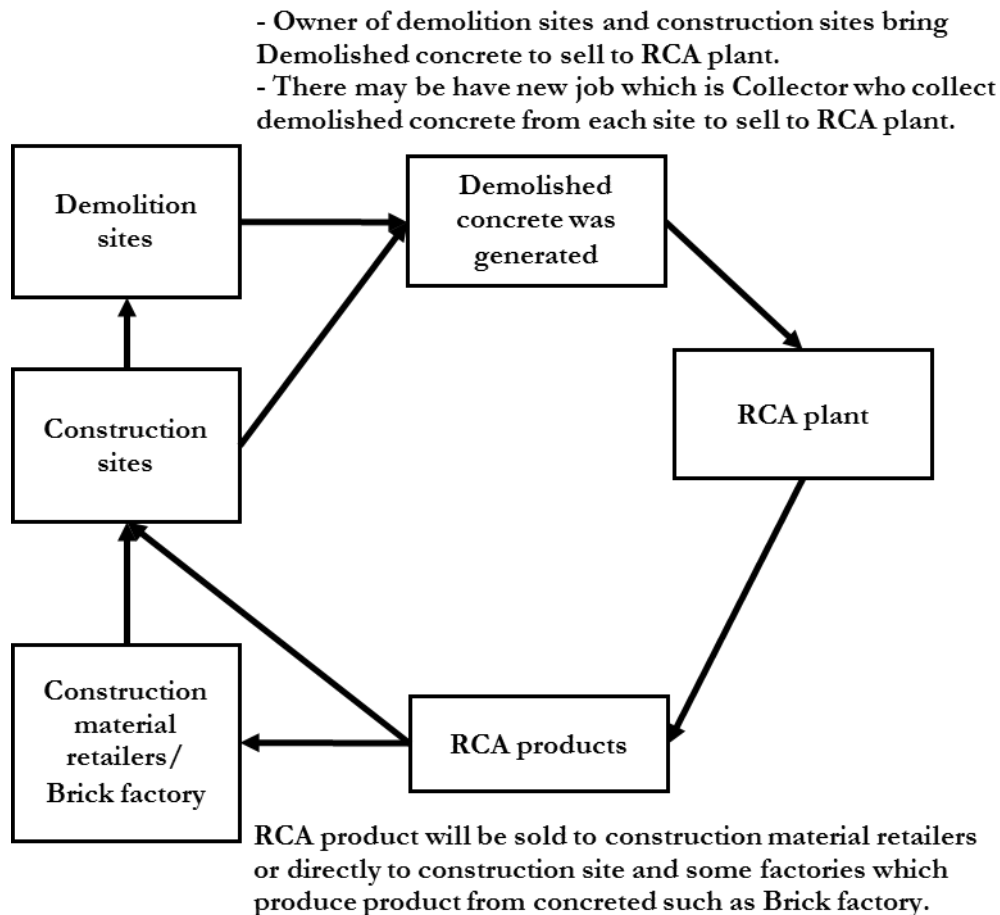 - Owner of demolition sites and construction sites bring
Demolished concrete to sell to RCA plant.
- There may be have new job which is Collector who collect
demolished concrete from each site to sell to RCA plant.
Demolition
sites
Demolished
concrete was
generated
Construction
sites
RCA plant
Construction
material
retailers/
Brick factory
RCA products
RCA product will be sold to construction material retailers
or directly to construction site and some factories which
produce product from concreted such as Brick factory.